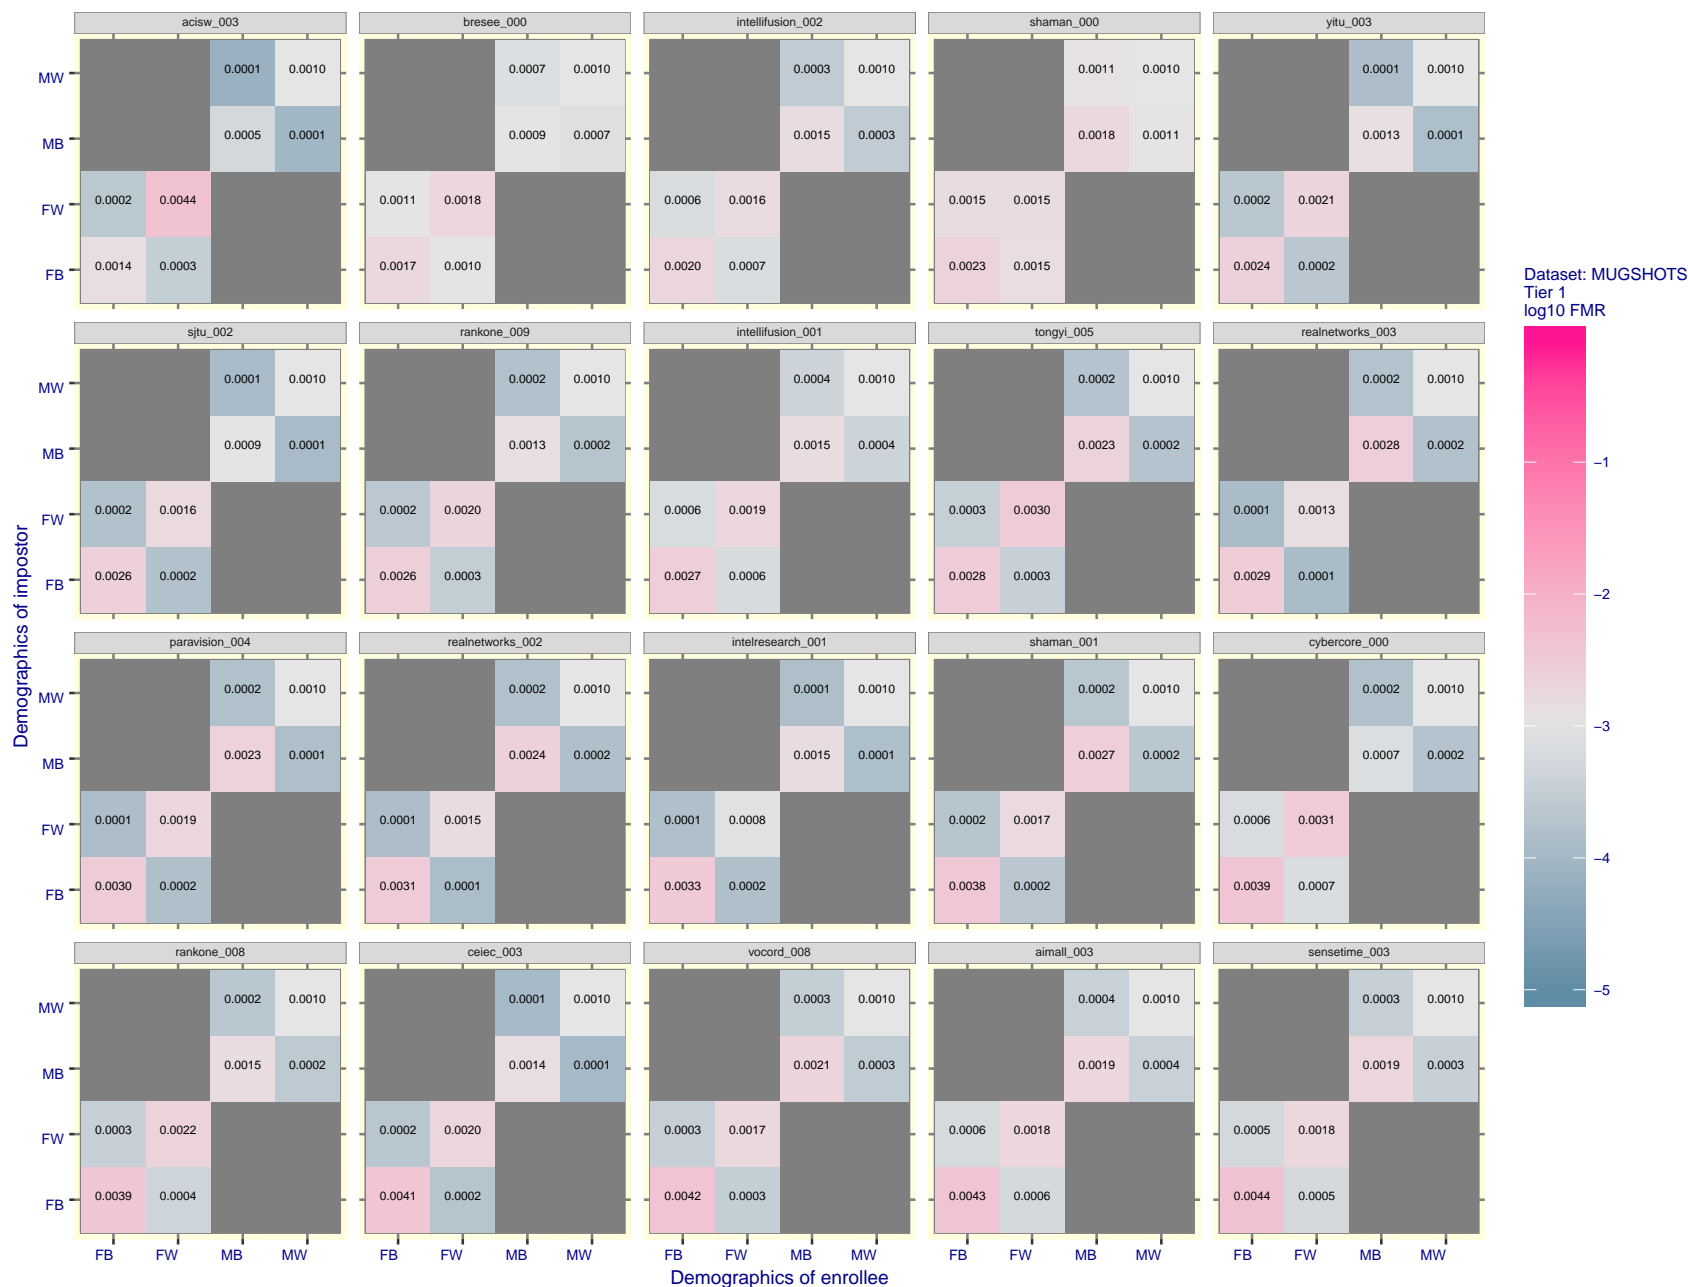 acisw_003 bresee_000 intellifusion_002 shaman_000 yitu_003
MW 0.0001 0.0010 0.0007 0.0010 0.0003 0.0010 0.0011 0.0010 0.0001 0.0010
MB 0.0005 0.0001 0.0009 0.0007 0.0015 0.0003 0.0018 0.0011 0.0013 0.0001
FW 0.0002 0.0044 0.0011 0.0018 0.0006 0.0016 0.0015 0.0015 0.0002 0.0021
FB 0.0014 0.0003 0.0017 0.0010 0.0020 0.0007 0.0023 0.0015 0.0024 0.0002
sjtu_002 rankone_009 intellifusion_001 tongyi_005 realnetworks_003
MW 0.0001 0.0010 0.0002 0.0010 0.0004 0.0010 0.0002 0.0010 0.0002 0.0010
MB 0.0009 0.0001 0.0013 0.0002 0.0015 0.0004 0.0023 0.0002 0.0028 0.0002
FW 0.0002 0.0016 0.0002 0.0020 0.0006 0.0019 0.0003 0.0030 0.0001 0.0013
FB 0.0026 0.0002 0.0026 0.0003 0.0027 0.0006 0.0028 0.0003 0.0029 0.0001
paravision_004 realnetworks_002 intelresearch_001 shaman_001 cybercore_000
MW 0.0002 0.0010 0.0002 0.0010 0.0001 0.0010 0.0002 0.0010 0.0002 0.0010
MB 0.0023 0.0001 0.0024 0.0002 0.0015 0.0001 0.0027 0.0002 0.0007 0.0002
FW 0.0001 0.0019 0.0001 0.0015 0.0001 0.0008 0.0002 0.0017 0.0006 0.0031
FB 0.0030 0.0002 0.0031 0.0001 0.0033 0.0002 0.0038 0.0002 0.0039 0.0007
rankone_008 ceiec_003 vocord_008 aimall_003 sensetime_003
MW 0.0002 0.0010 0.0001 0.0010 0.0003 0.0010 0.0004 0.0010 0.0003 0.0010
MB 0.0015 0.0002 0.0014 0.0001 0.0021 0.0003 0.0019 0.0004 0.0019 0.0003
FW 0.0003 0.0022 0.0002 0.0020 0.0003 0.0017 0.0006 0.0018 0.0005 0.0018
FB 0.0039 0.0004 0.0041 0.0002 0.0042 0.0003 0.0043 0.0006 0.0044 0.0005
FB FW MB MW FB FW MB MW FB FW MB MW FB FW MB MW FB FW MB MW
Demographics of enrollee
Demographics of impostor
Dataset: MUGSHOTS
Tier 1
log10 FMR
−1
−2
−3
−4
−5